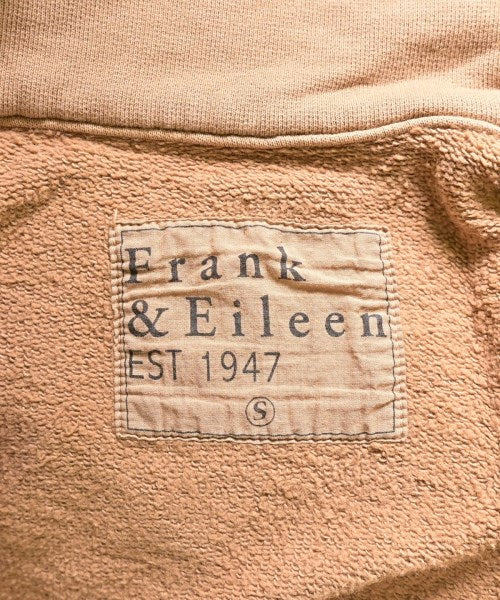 Frank
& Eileen
EST 1947
S